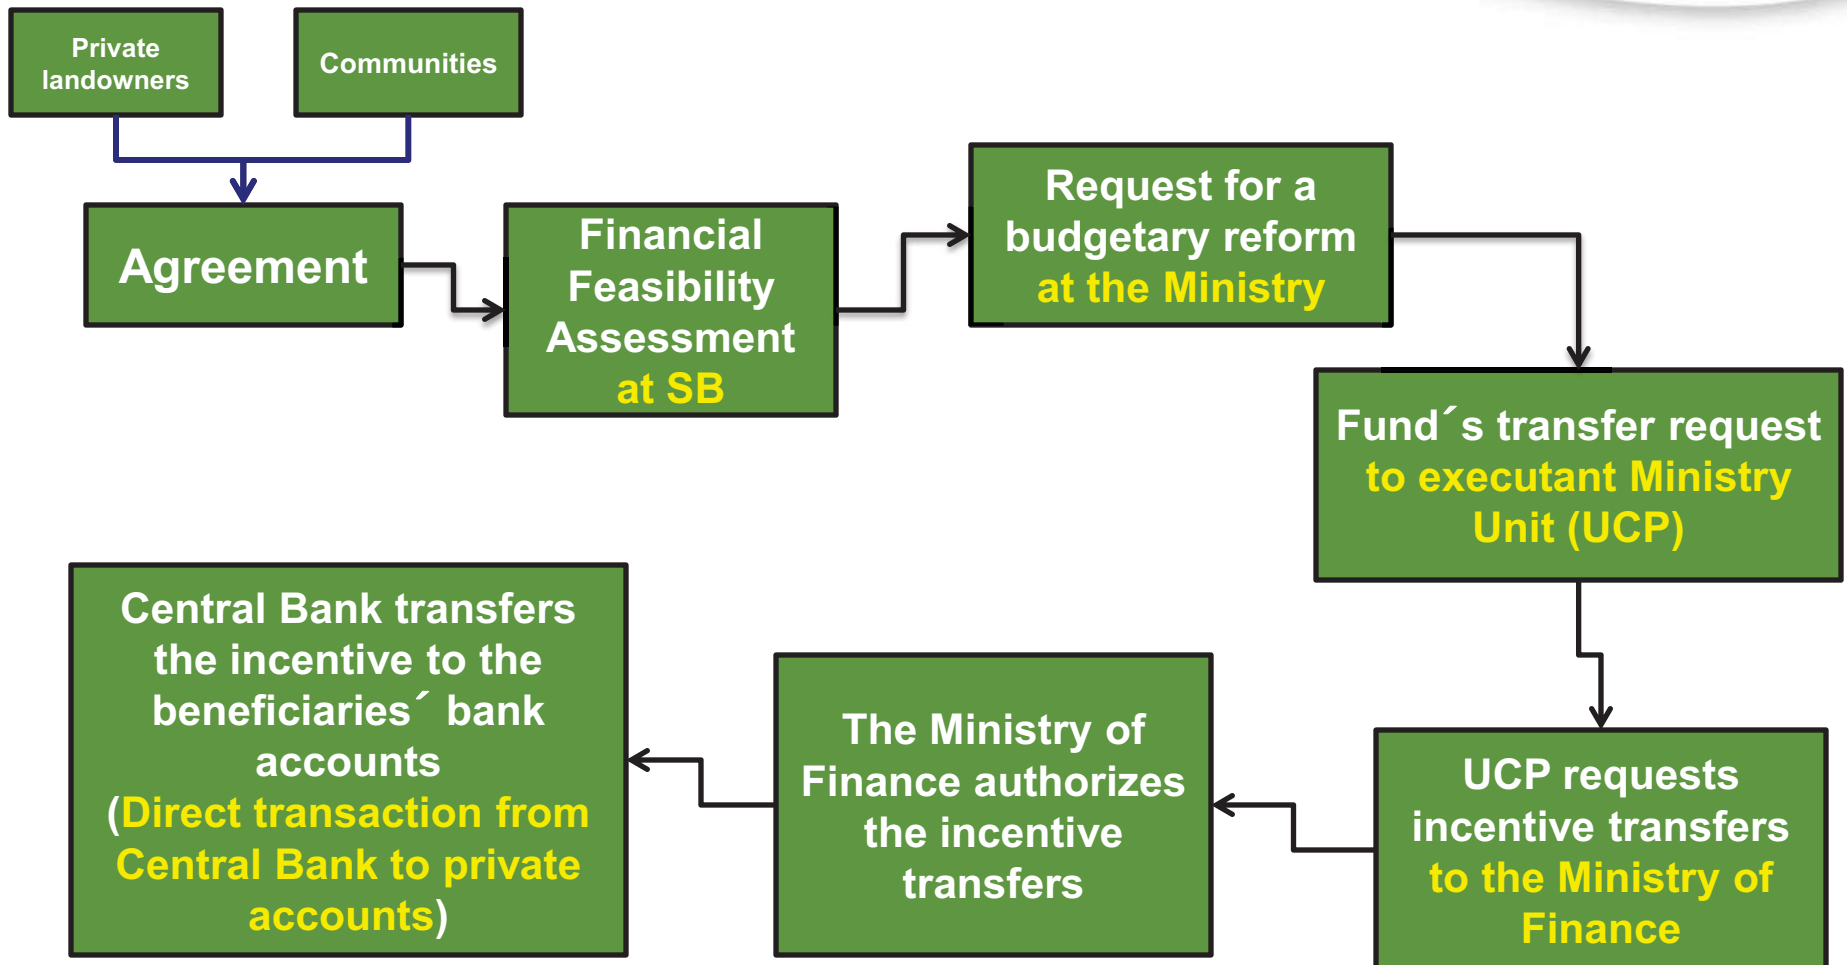 Private
landowners
Communities
Agreement
Financial
Feasibility
Assessment
at SB
Request for a
budgetary reform
at the Ministry
Fund´s transfer request
to executant Ministry
Unit (UCP)
UCP requests
incentive transfers
to the Ministry of
Finance
The Ministry of
Finance authorizes
the incentive
transfers
Central Bank transfers
the incentive to the
beneficiaries´ bank
accounts
(Direct transaction from
Central Bank to private
accounts)